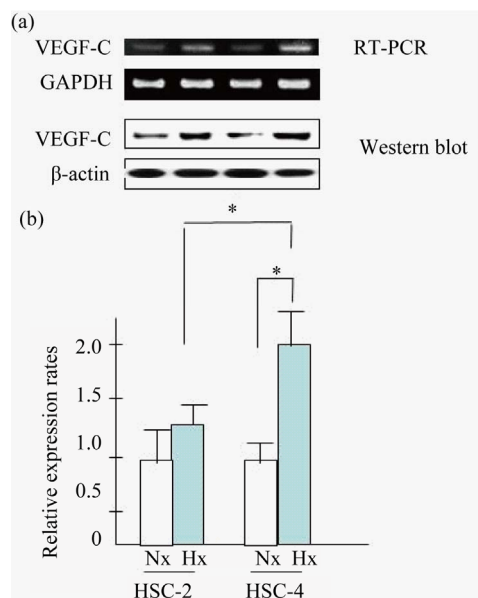 (a)
VEGF-C RT-PCR
GAPDH
VEGF-C
Western blot
β-actin
(b)
*
*
Relative expression rates
2.0
1.5
1.0
0.5
0
Nx Hx Nx Hx
HSC-2 HSC-4